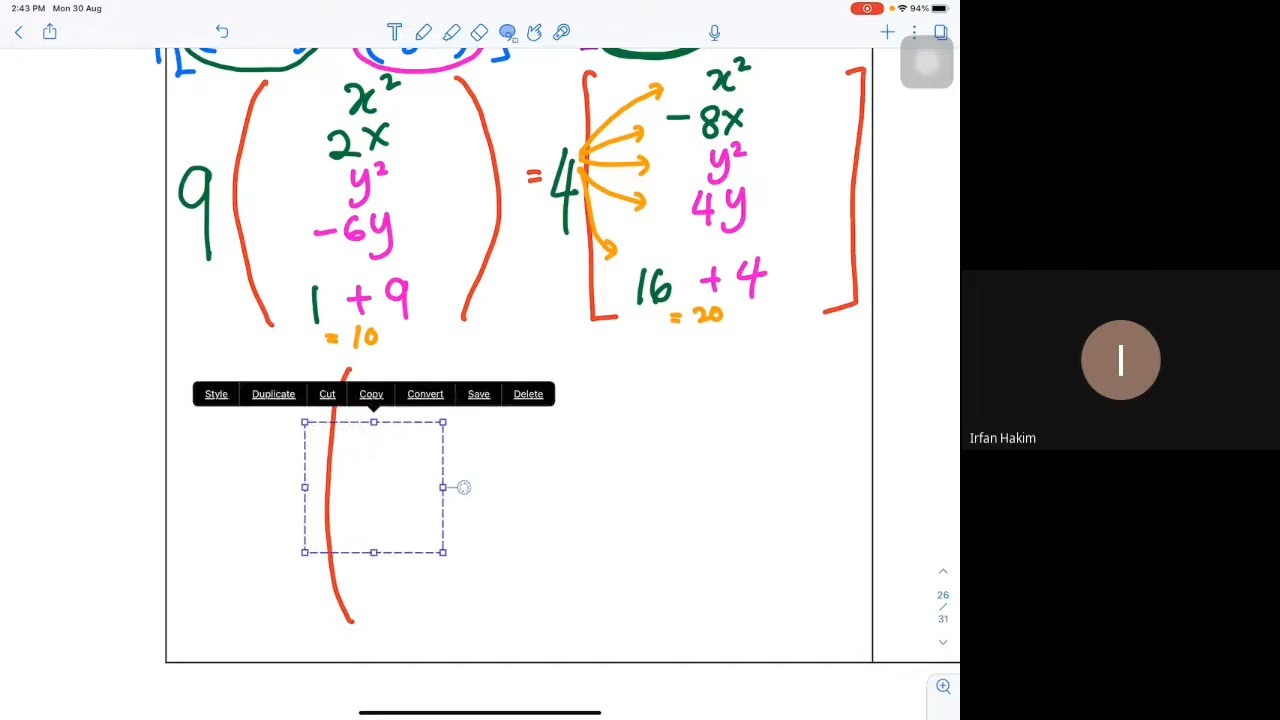 2:43 PM Mon 30 Aug 94%
9 ( x² = 4 [ x²
2x -8x
y² y²
-6y 4y
1 + 9 ) 16 + 4 ]
= 10 = 20
(
Style Duplicate Cut Copy Convert Save Delete
26
/
31
I
Irfan Hakim